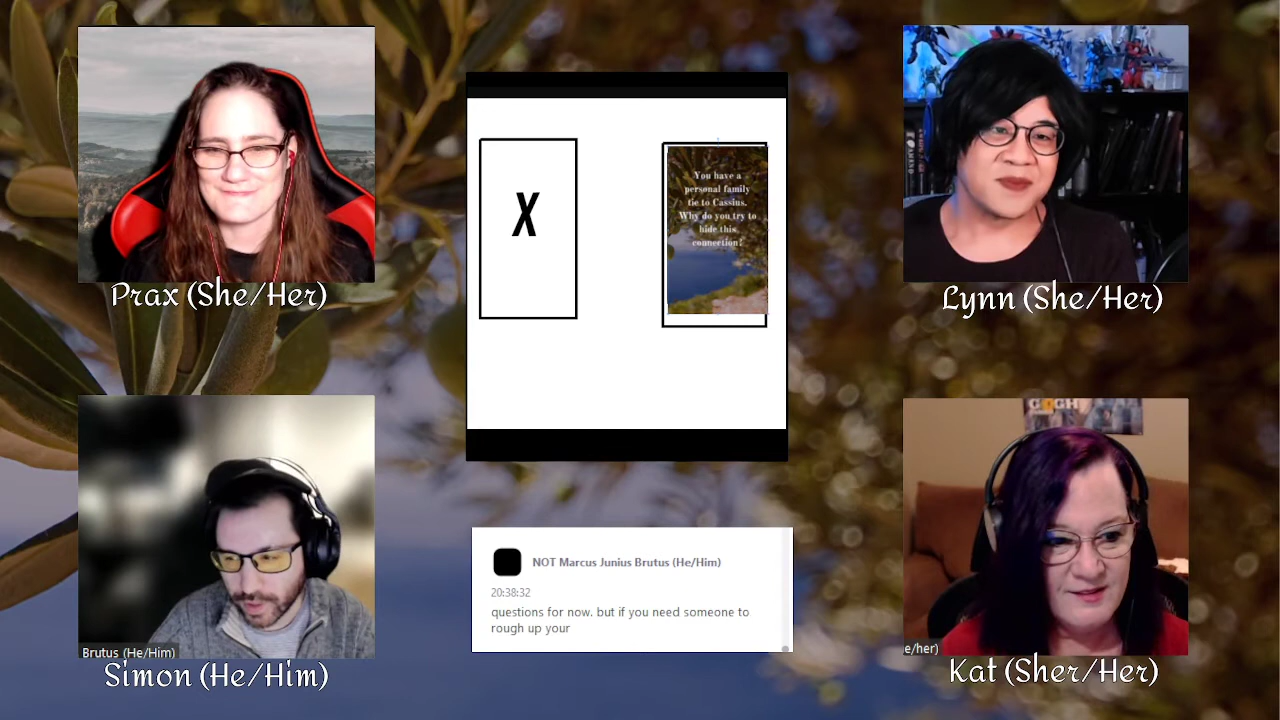 Prax (She/Her)
X
You have a
personal family
tie to Cassius.
Why do you try to
hide this
connection?
Lynn (She/Her)
Brutus (He/Him)
Simon (He/Him)
NOT Marcus Junius Brutus (He/Him)
20:38:32
questions for now. but if you need someone to
rough up your
GOGH
e/her)
Kat (Sher/Her)